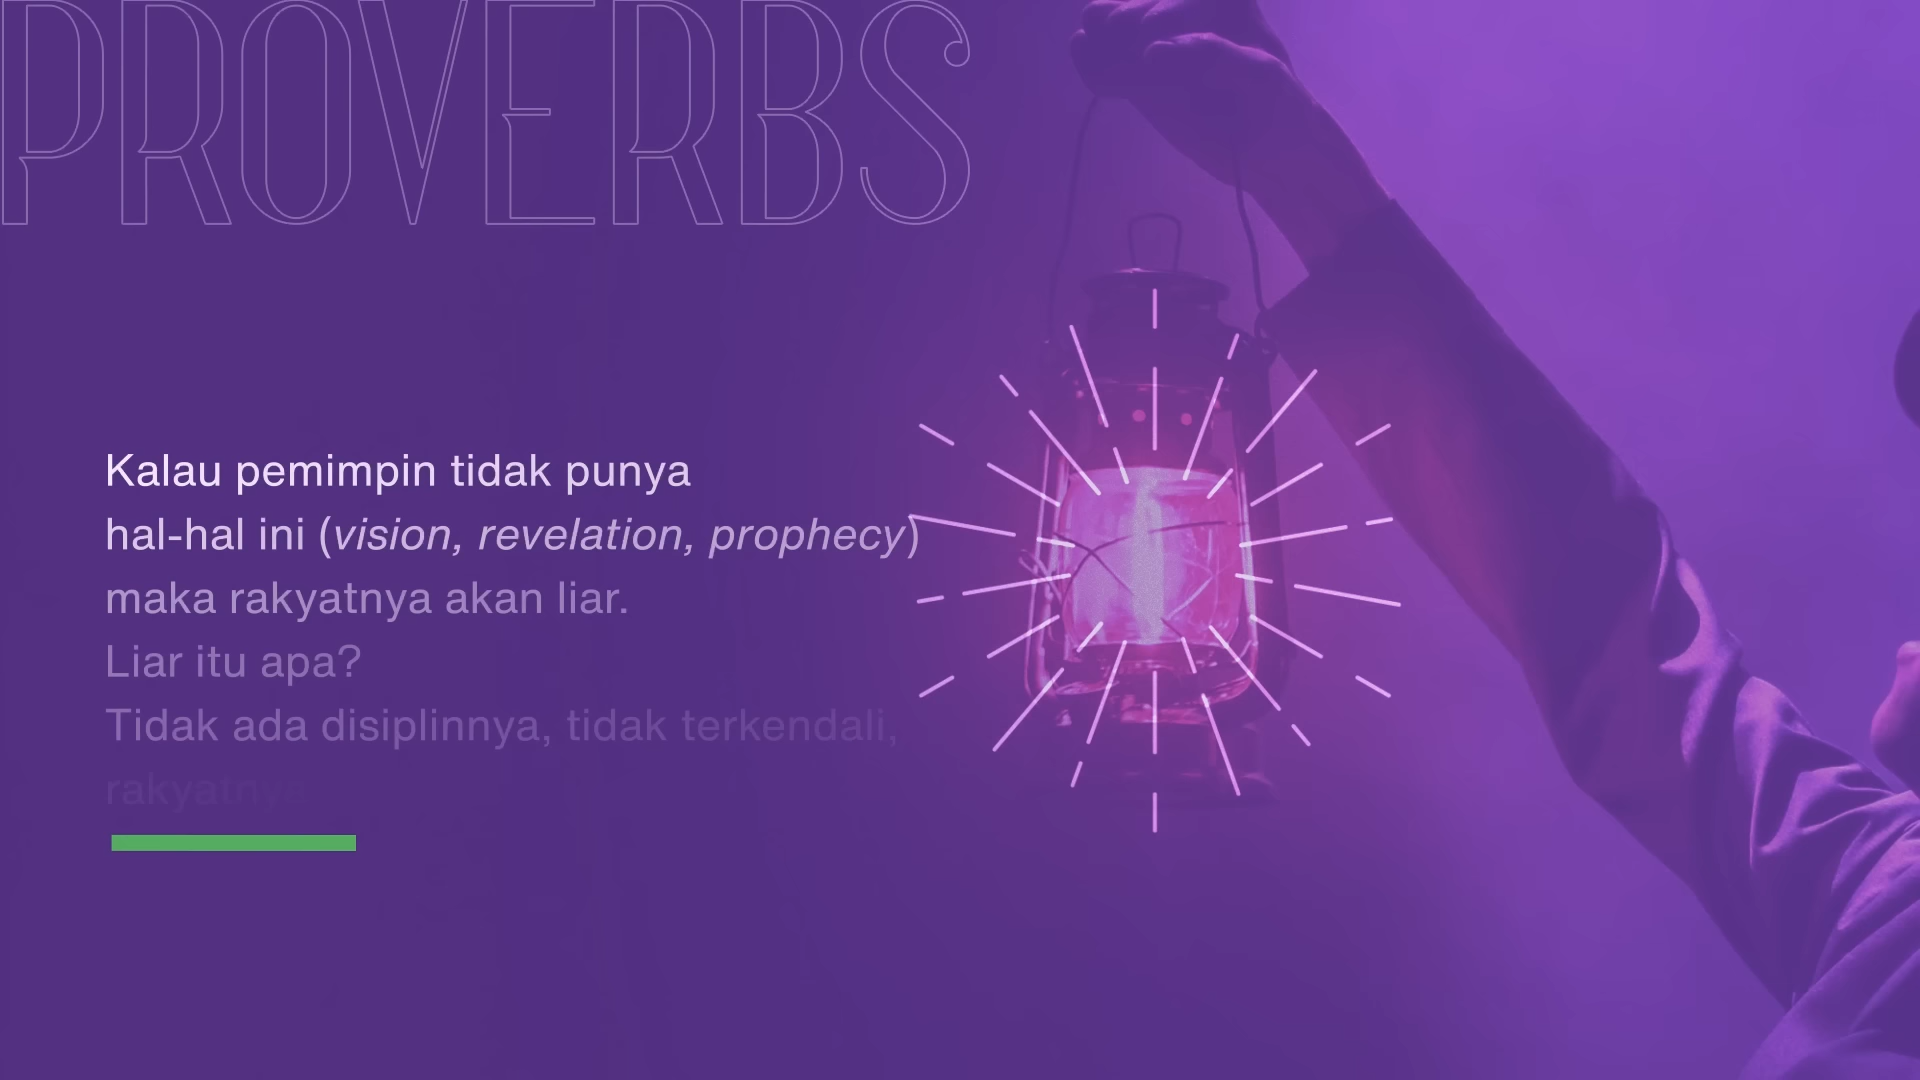 PROVERBS
Kalau pemimpin tidak punya
hal-hal ini (vision, revelation, prophecy)
maka rakyatnya akan liar.
Liar itu apa?
Tidak ada disiplinnya, tidak terkendali,
rakyatnya